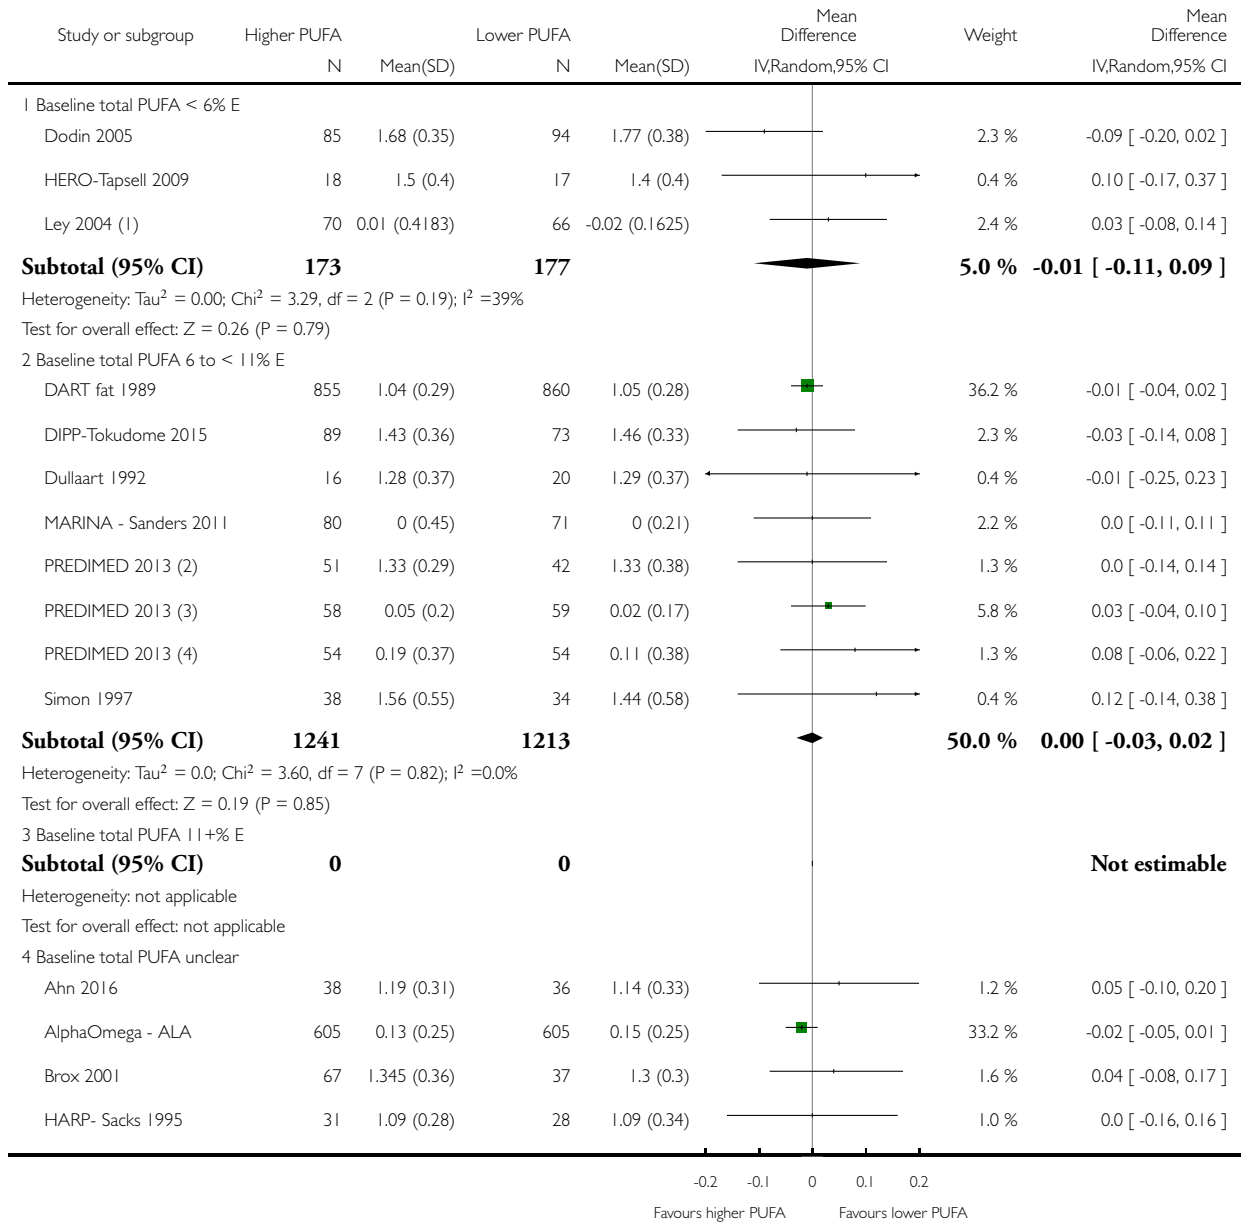 Mean Mean
Study or subgroup Higher PUFA Lower PUFA Difference Weight Difference
N Mean(SD) N Mean(SD) IV,Random,95% CI IV,Random,95% CI
1 Baseline total PUFA < 6% E
Dodin 2005 85 1.68 (0.35) 94 1.77 (0.38) 2.3 % -0.09 [ -0.20, 0.02 ]
HERO-Tapsell 2009 18 1.5 (0.4) 17 1.4 (0.4) 0.4 % 0.10 [ -0.17, 0.37 ]
Ley 2004 (1) 70 0.01 (0.4183) 66 -0.02 (0.1625) 2.4 % 0.03 [ -0.08, 0.14 ]
Subtotal (95% CI) 173 177 5.0 % -0.01 [ -0.11, 0.09 ]
Heterogeneity: Tau² = 0.00; Chi² = 3.29, df = 2 (P = 0.19); I² =39%
Test for overall effect: Z = 0.26 (P = 0.79)
2 Baseline total PUFA 6 to < 11% E
DART fat 1989 855 1.04 (0.29) 860 1.05 (0.28) 36.2 % -0.01 [ -0.04, 0.02 ]
DIPP-Tokudome 2015 89 1.43 (0.36) 73 1.46 (0.33) 2.3 % -0.03 [ -0.14, 0.08 ]
Dullaart 1992 16 1.28 (0.37) 20 1.29 (0.37) 0.4 % -0.01 [ -0.25, 0.23 ]
MARINA - Sanders 2011 80 0 (0.45) 71 0 (0.21) 2.2 % 0.0 [ -0.11, 0.11 ]
PREDIMED 2013 (2) 51 1.33 (0.29) 42 1.33 (0.38) 1.3 % 0.0 [ -0.14, 0.14 ]
PREDIMED 2013 (3) 58 0.05 (0.2) 59 0.02 (0.17) 5.8 % 0.03 [ -0.04, 0.10 ]
PREDIMED 2013 (4) 54 0.19 (0.37) 54 0.11 (0.38) 1.3 % 0.08 [ -0.06, 0.22 ]
Simon 1997 38 1.56 (0.55) 34 1.44 (0.58) 0.4 % 0.12 [ -0.14, 0.38 ]
Subtotal (95% CI) 1241 1213 50.0 % 0.00 [ -0.03, 0.02 ]
Heterogeneity: Tau² = 0.0; Chi² = 3.60, df = 7 (P = 0.82); I² =0.0%
Test for overall effect: Z = 0.19 (P = 0.85)
3 Baseline total PUFA 11+% E
Subtotal (95% CI) 0 0 Not estimable
Heterogeneity: not applicable
Test for overall effect: not applicable
4 Baseline total PUFA unclear
Ahn 2016 38 1.19 (0.31) 36 1.14 (0.33) 1.2 % 0.05 [ -0.10, 0.20 ]
AlphaOmega - ALA 605 0.13 (0.25) 605 0.15 (0.25) 33.2 % -0.02 [ -0.05, 0.01 ]
Brox 2001 67 1.345 (0.36) 37 1.3 (0.3) 1.6 % 0.04 [ -0.08, 0.17 ]
HARP- Sacks 1995 31 1.09 (0.28) 28 1.09 (0.34) 1.0 % 0.0 [ -0.16, 0.16 ]
-0.2 -0.1 0 0.1 0.2
Favours higher PUFA Favours lower PUFA